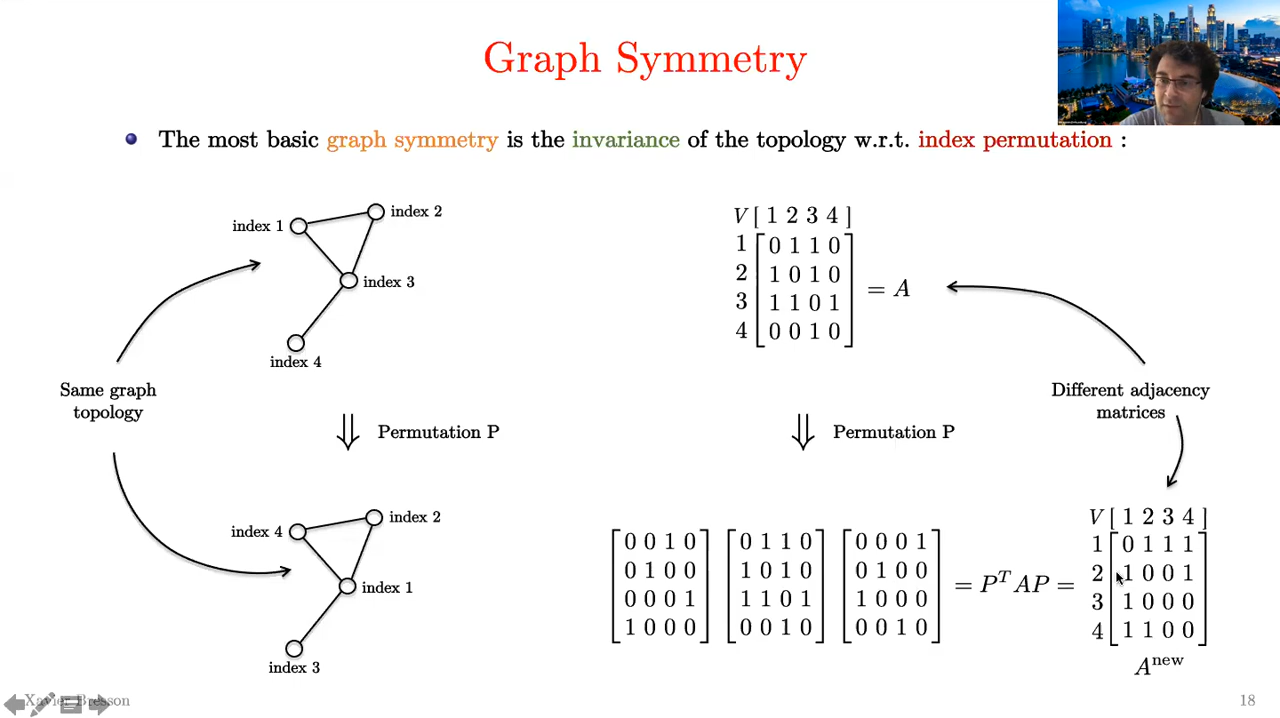 Graph Symmetry
The most basic graph symmetry is the invariance of the topology w.r.t. index permutation :
index 1
index 2
index 3
index 4
V [ 1 2 3 4 ]
1 [ 0 1 1 0 ]
2 [ 1 0 1 0 ]
3 [ 1 1 0 1 ]
4 [ 0 0 1 0 ]
= A
Same graph
topology
Different adjacency
matrices
Permutation P
Permutation P
index 4
index 2
index 1
index 3
0 0 1 0
0 1 0 0
0 0 0 1
1 0 0 0
0 1 1 0
1 0 1 0
1 1 0 1
0 0 1 0
0 0 0 1
0 1 0 0
1 0 0 0
0 0 1 0
= P^T AP =
V [ 1 2 3 4 ]
1 [ 0 1 1 1 ]
2 [ 1 0 0 1 ]
3 [ 1 0 0 0 ]
4 [ 1 1 0 0 ]
A^new
Xavier Bresson
18